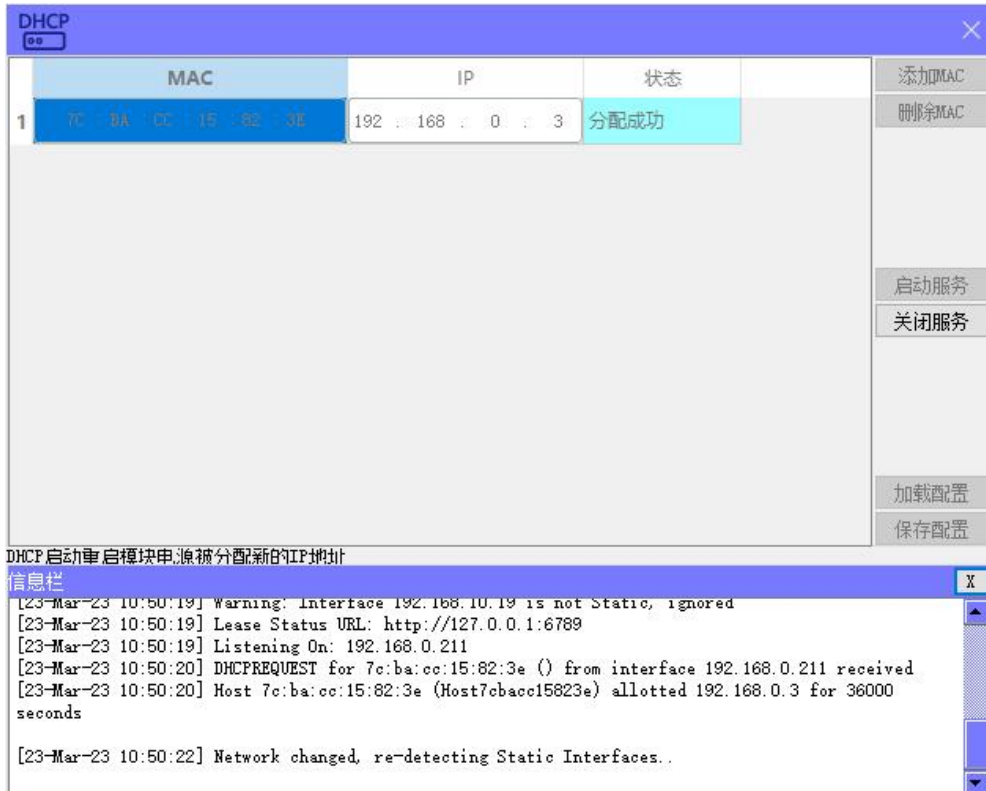 DHCP
MAC IP 状态 添加MAC
1 7C : BA : CC : 15 : 82 : 3E 192 . 168 . 0 . 3 分配成功 删除MAC
启动服务
关闭服务
加载配置
保存配置
DHCP启动重启模块电源被分配新的IP地址
信息栏 X
[23-Mar-23 10:50:19] Warning: Interface 192.168.10.19 is not Static, ignored
[23-Mar-23 10:50:19] Lease Status URL: http://127.0.0.1:6789
[23-Mar-23 10:50:19] Listening On: 192.168.0.211
[23-Mar-23 10:50:20] DHCPREQUEST for 7c:ba:cc:15:82:3e () from interface 192.168.0.211 received
[23-Mar-23 10:50:20] Host 7c:ba:cc:15:82:3e (Host7cbacc15823e) allotted 192.168.0.3 for 36000
seconds
[23-Mar-23 10:50:22] Network changed, re-detecting Static Interfaces..